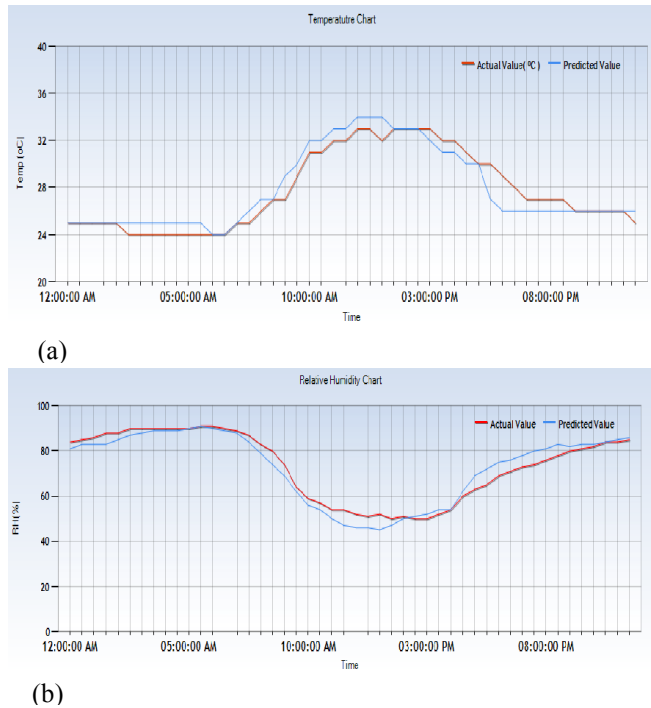 Temperatutre Chart
Actual Value( ºC ) Predicted Value
Temp [oC]
40
36
32
28
24
20
12:00:00 AM 05:00:00 AM 10:00:00 AM 03:00:00 PM 08:00:00 PM
Time
(a)
Relaxive Humidity Chart
Actual Value Predicted Value
RH(%)
100
80
60
40
20
0
12:00:00 AM 05:00:00 AM 10:00:00 AM 03:00:00 PM 08:00:00 PM
Time
(b)